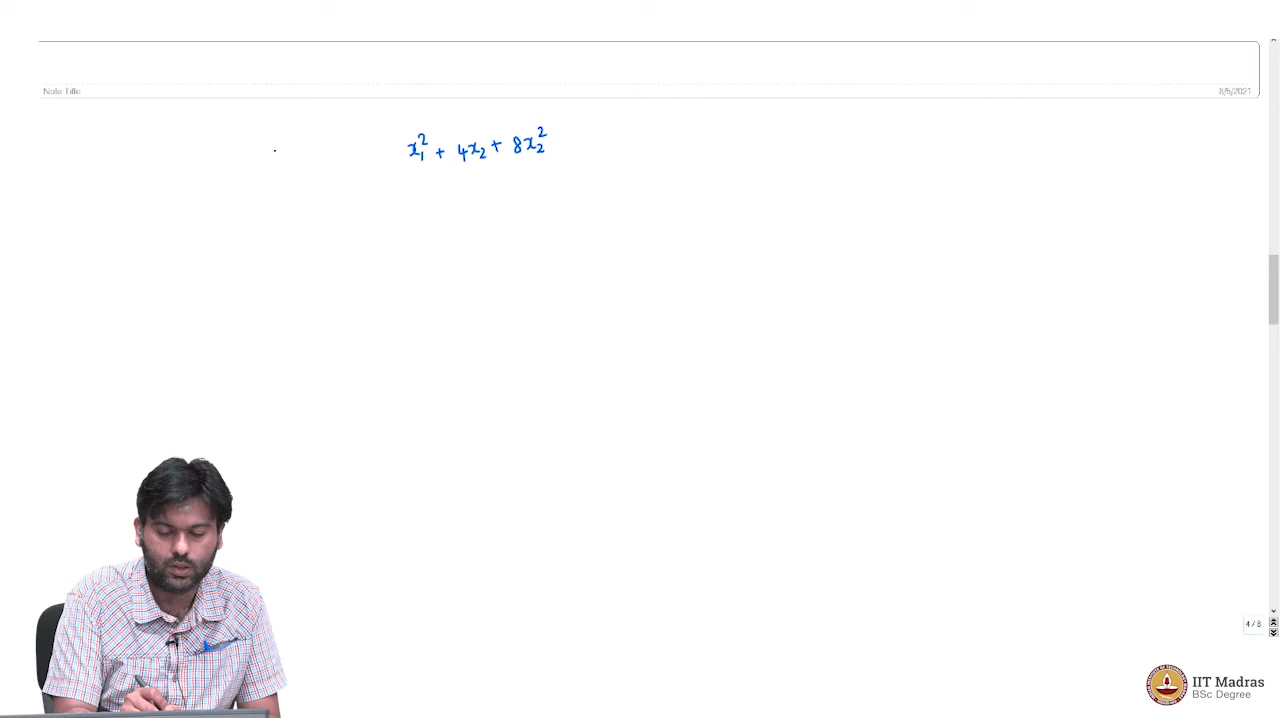 Note Title
8/5/2021
x₁² + 4x₂ + 8x₂²
4 / 8
IIT Madras
BSc Degree